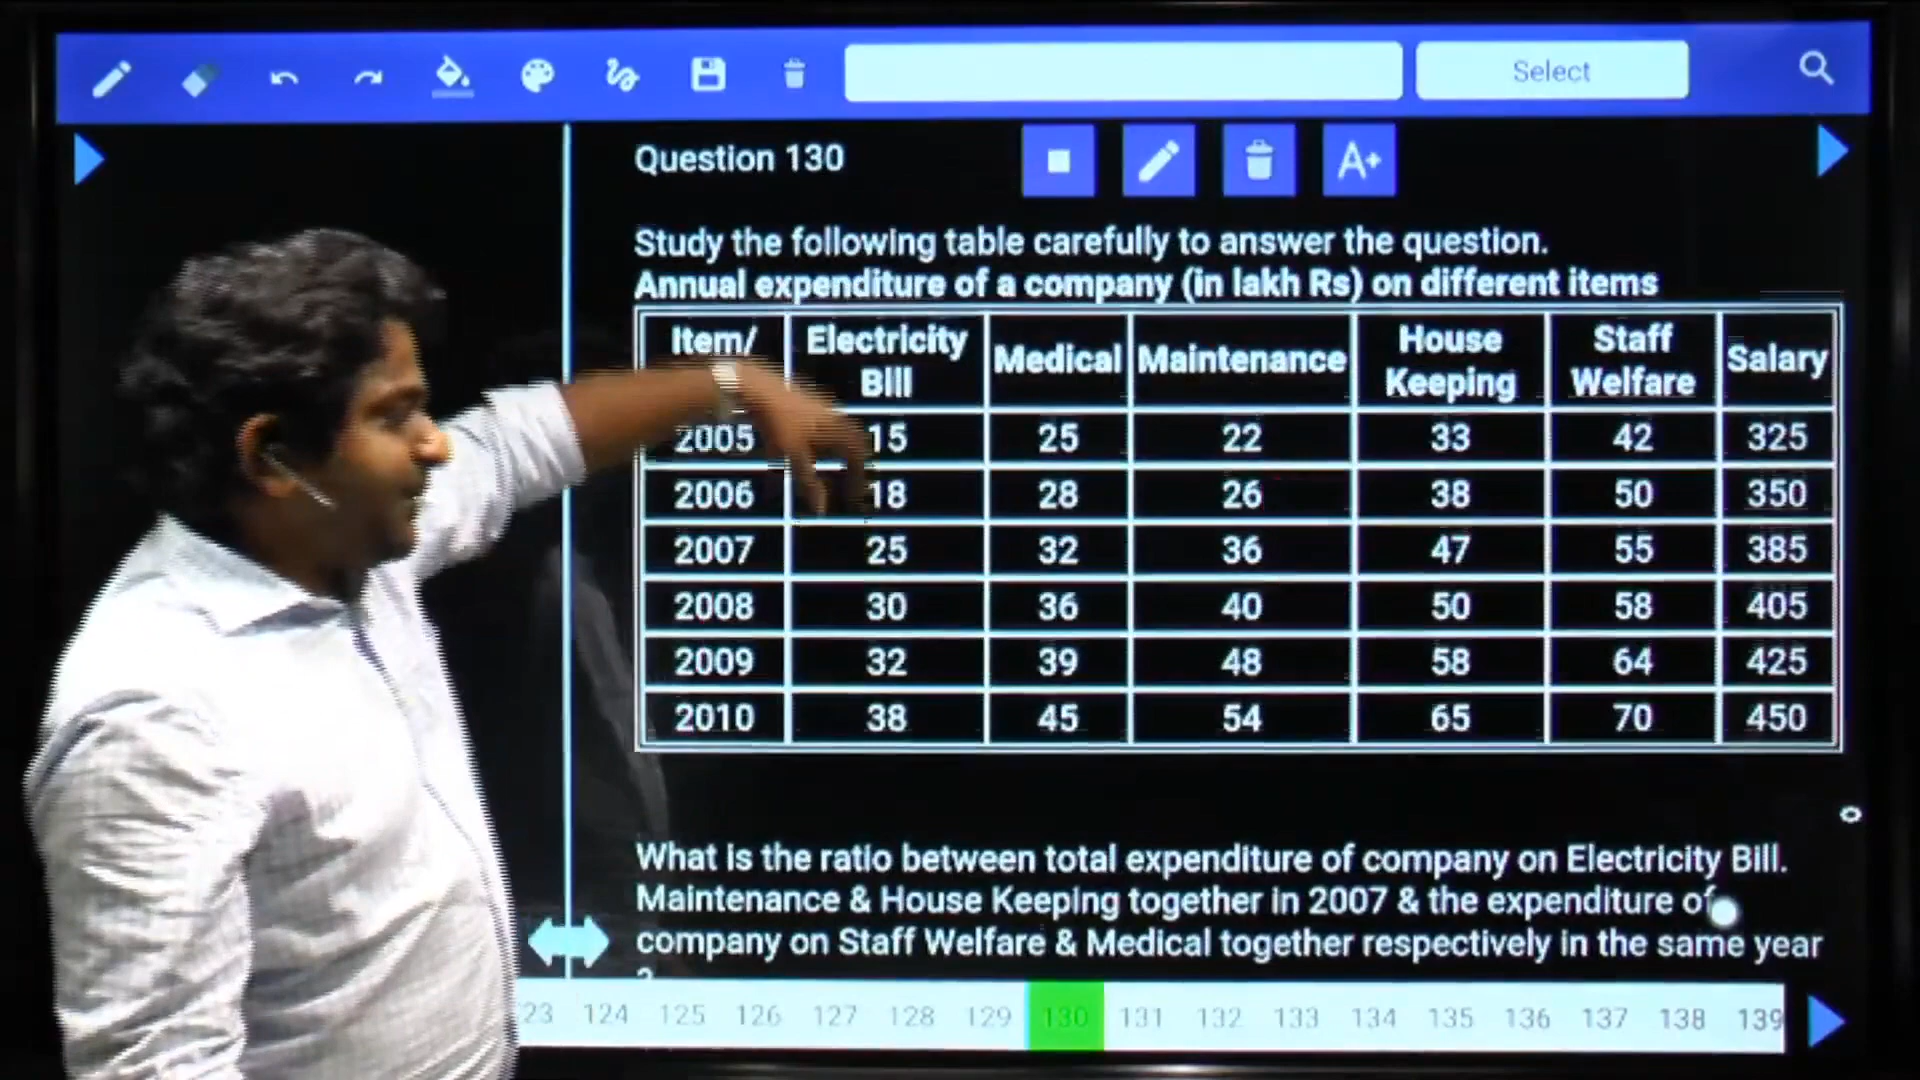 Select
Question 130
A+
Study the following table carefully to answer the question.
Annual expenditure of a company (in lakh Rs) on different items
Item/ Electricity Bill Medical Maintenance House Keeping Staff Welfare Salary
2005 15 25 22 33 42 325
2006 18 28 26 38 50 350
2007 25 32 36 47 55 385
2008 30 36 40 50 58 405
2009 32 39 48 58 64 425
2010 38 45 54 65 70 450
What is the ratio between total expenditure of company on Electricity Bill.
Maintenance & House Keeping together in 2007 & the expenditure of
company on Staff Welfare & Medical together respectively in the same year
?
23 124 125 126 127 128 129 130 131 132 133 134 135 136 137 138 139